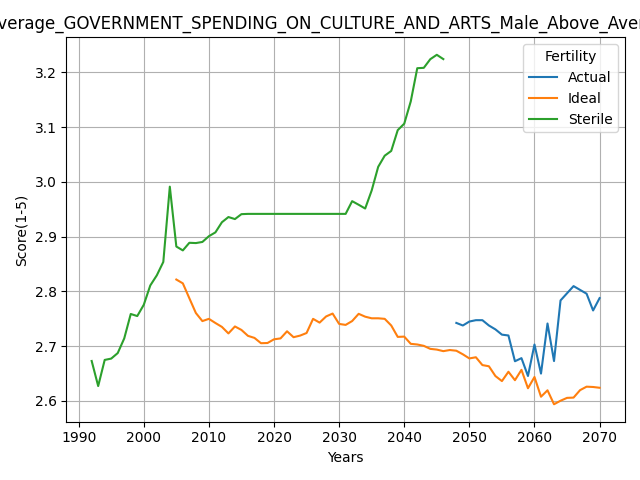 verage_GOVERNMENT_SPENDING_ON_CULTURE_AND_ARTS_Male_Above_Aver
Fertility
Actual
Ideal
Sterile
Score(1-5)
3.2
3.1
3.0
2.9
2.8
2.7
2.6
1990 2000 2010 2020 2030 2040 2050 2060 2070
Years